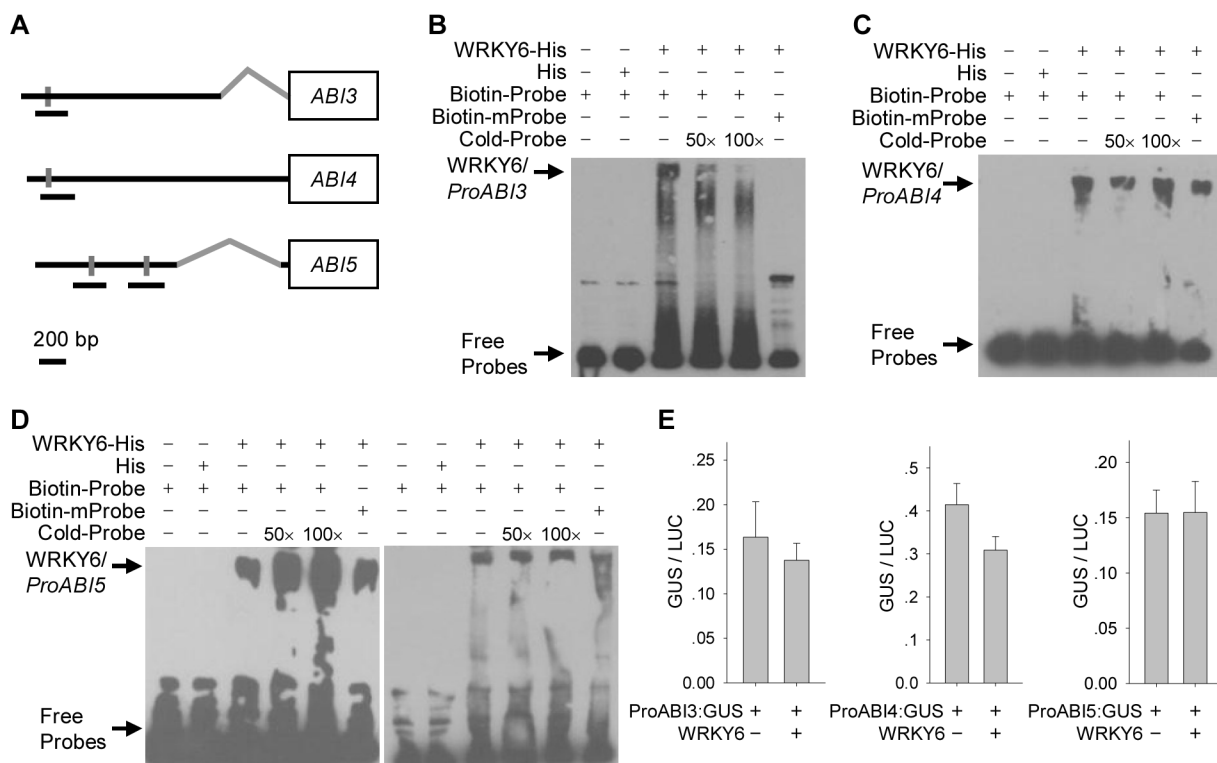 A
ABI3
ABI4
ABI5
200 bp
B
WRKY6-His − − + + + +
His − + − − − −
Biotin-Probe + + + + + −
Biotin-mProbe − − − − − +
Cold-Probe − − − 50× 100× −
WRKY6/
ProABI3
Free
Probes
C
WRKY6-His − − + + + +
His − + − − − −
Biotin-Probe + + + + + −
Biotin-mProbe − − − − − +
Cold-Probe − − − 50× 100× −
WRKY6/
ProABI4
Free
Probes
D
WRKY6-His − − + + + + − − + + + +
His − + − − − − − + − − − −
Biotin-Probe + + + + + − + + + + + −
Biotin-mProbe − − − − − + − − − − − +
Cold-Probe − − − 50× 100× − − − − 50× 100× −
WRKY6/
ProABI5
Free
Probes
E
GUS / LUC
.25
.20
.15
.10
.05
0.00
ProABI3:GUS + +
WRKY6 − +
GUS / LUC
.5
.4
.3
.2
.1
0.0
ProABI4:GUS + +
WRKY6 − +
GUS / LUC
.20
.15
.10
.05
0.00
ProABI5:GUS + +
WRKY6 − +